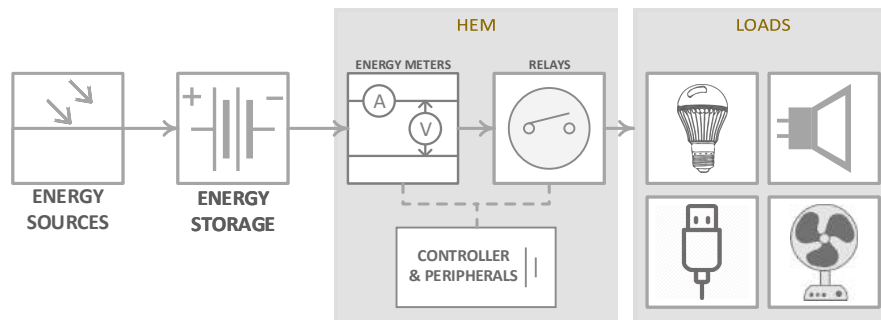 HEM
LOADS
ENERGY METERS
RELAYS
+
−
A
V
ENERGY
SOURCES
ENERGY
STORAGE
CONTROLLER
& PERIPHERALS